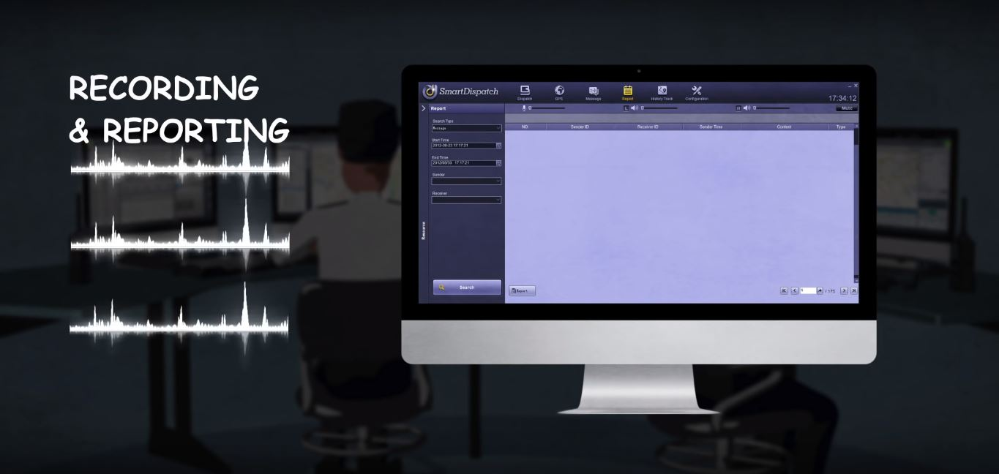 RECORDING
& REPORTING
SmartDispatch
Dispatch
GPS
Message
Report
History Track
Configuration
17:34:12
Report
0
L
0
R
0
Mute
Search Type
Message
Start Time
2012-08-23 17:17:21
End Time
2012/08/30 17:17:21
Sender
Receiver
Resource
Search
NO.
Sender ID
Receiver ID
Sender Time
Content
Type
Report
1
/ 175